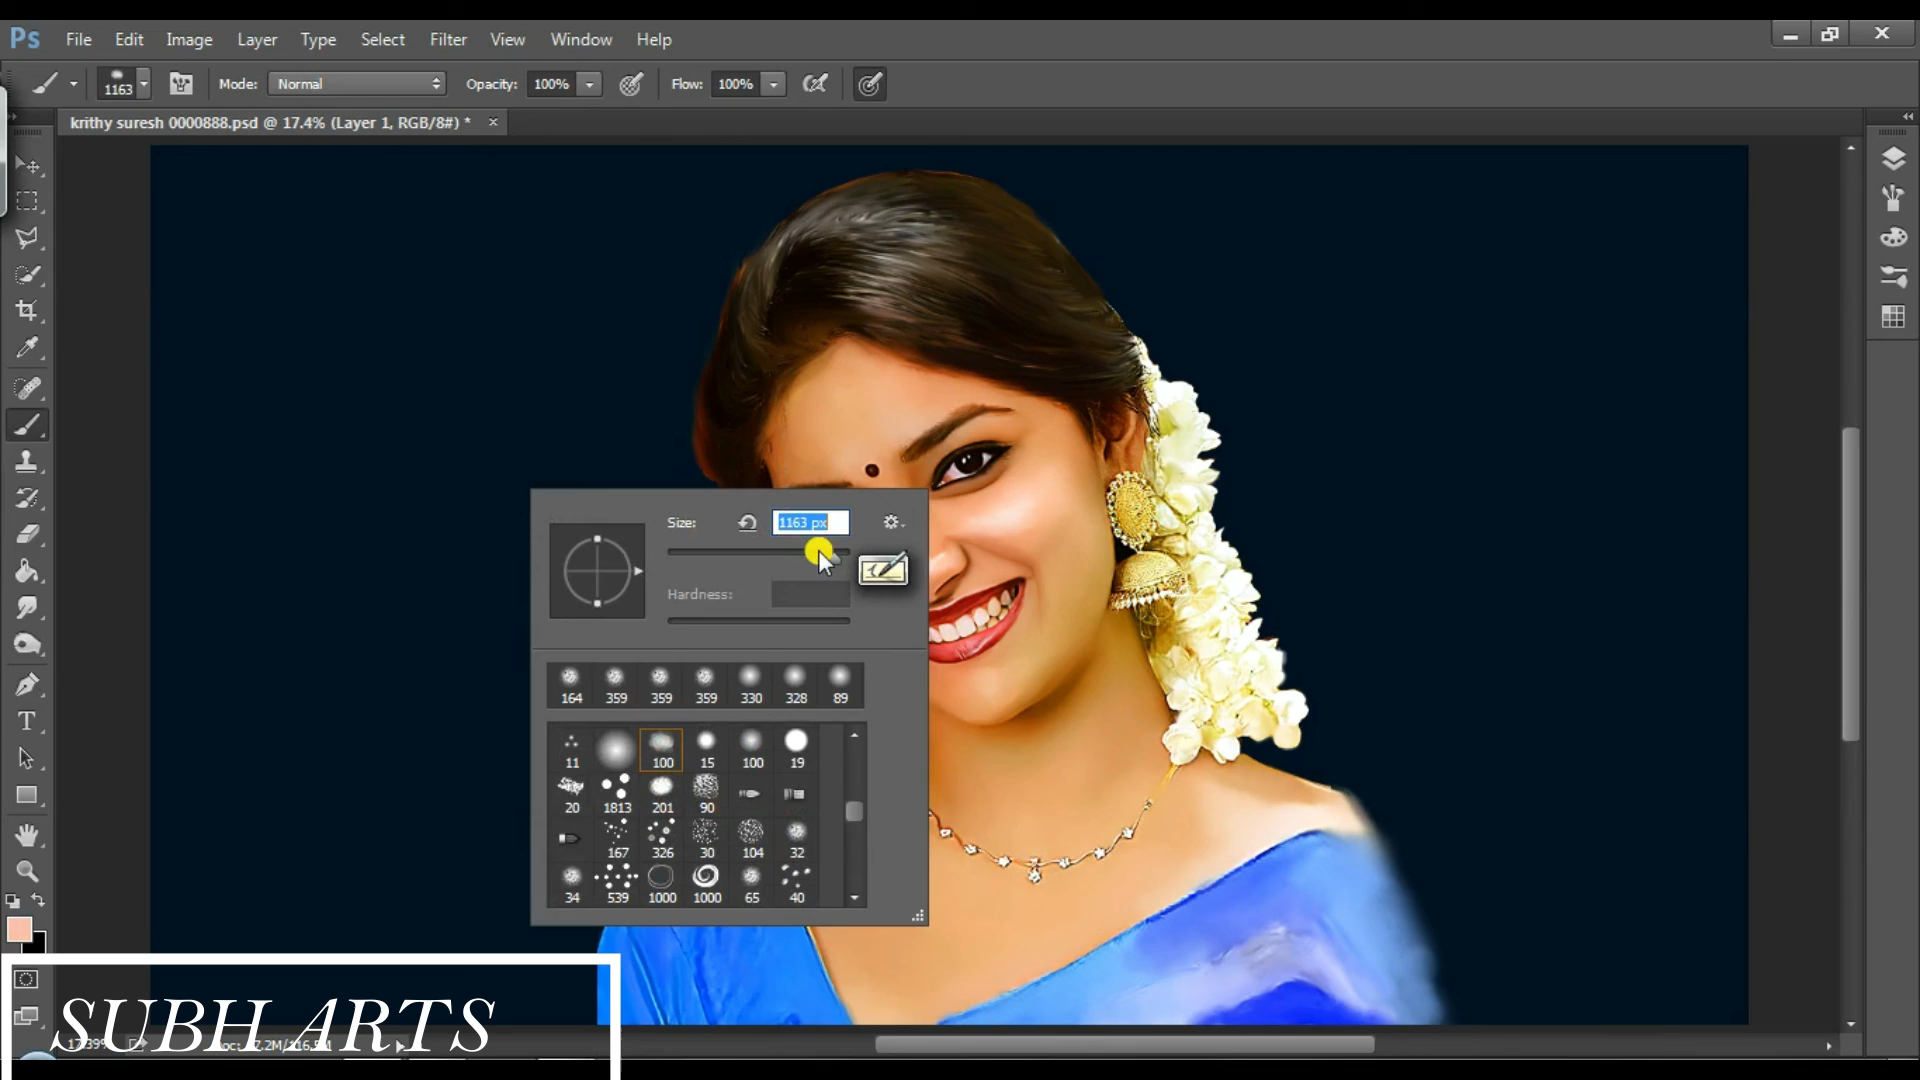 Ps File Edit Image Layer Type Select Filter View Window Help
1163 Mode: Normal Opacity: 100% Flow: 100%
krithy suresh 0000888.psd @ 17.4% (Layer 1, RGB/8#) * ×
Size: 1163 px
Hardness:
164 359 359 359 330 328 89
11 100 15 100 19
20 1813 201 90
167 326 30 104 32
34 539 1000 1000 65 40
T
SUBH ARTS